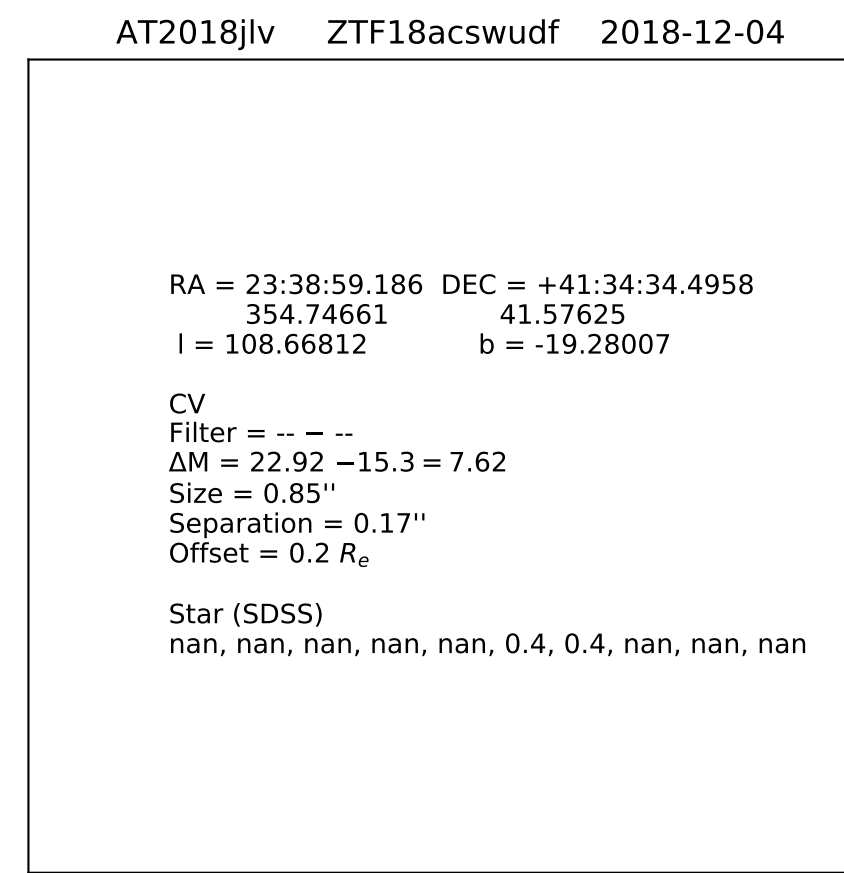 AT2018jlv ZTF18acswudf 2018-12-04
RA = 23:38:59.186 DEC = +41:34:34.4958
354.74661 41.57625
l = 108.66812 b = -19.28007
CV
Filter = -- − --
ΔM = 22.92 −15.3 = 7.62
Size = 0.85''
Separation = 0.17''
Offset = 0.2 Rₑ
Star (SDSS)
nan, nan, nan, nan, nan, 0.4, 0.4, nan, nan, nan